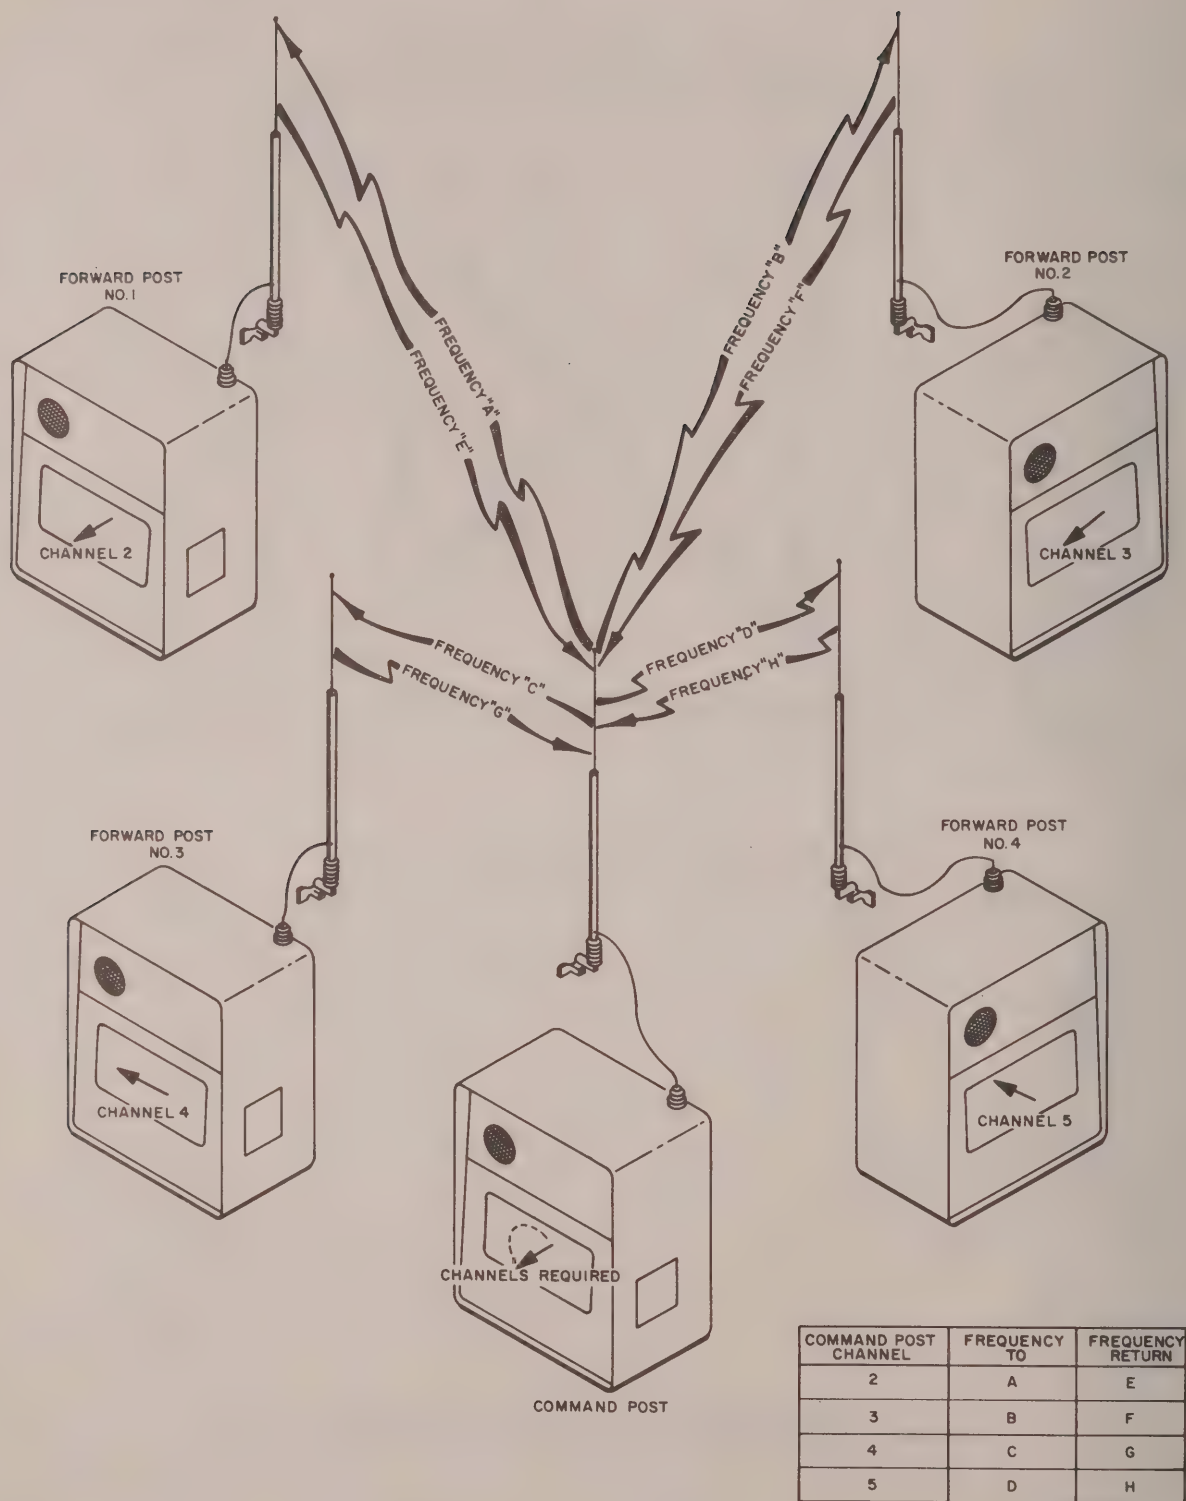 FORWARD POST
NO.1
FORWARD POST
NO.2
FREQUENCY "A"
FREQUENCY "E"
FREQUENCY "B"
FREQUENCY "F"
CHANNEL 2
CHANNEL 3
FREQUENCY "C"
FREQUENCY "G"
FREQUENCY "D"
FREQUENCY "H"
FORWARD POST
NO.3
FORWARD POST
NO.4
CHANNEL 4
CHANNEL 5
CHANNELS REQUIRED
COMMAND POST
COMMAND POST CHANNEL FREQUENCY TO FREQUENCY RETURN
2 A E
3 B F
4 C G
5 D H